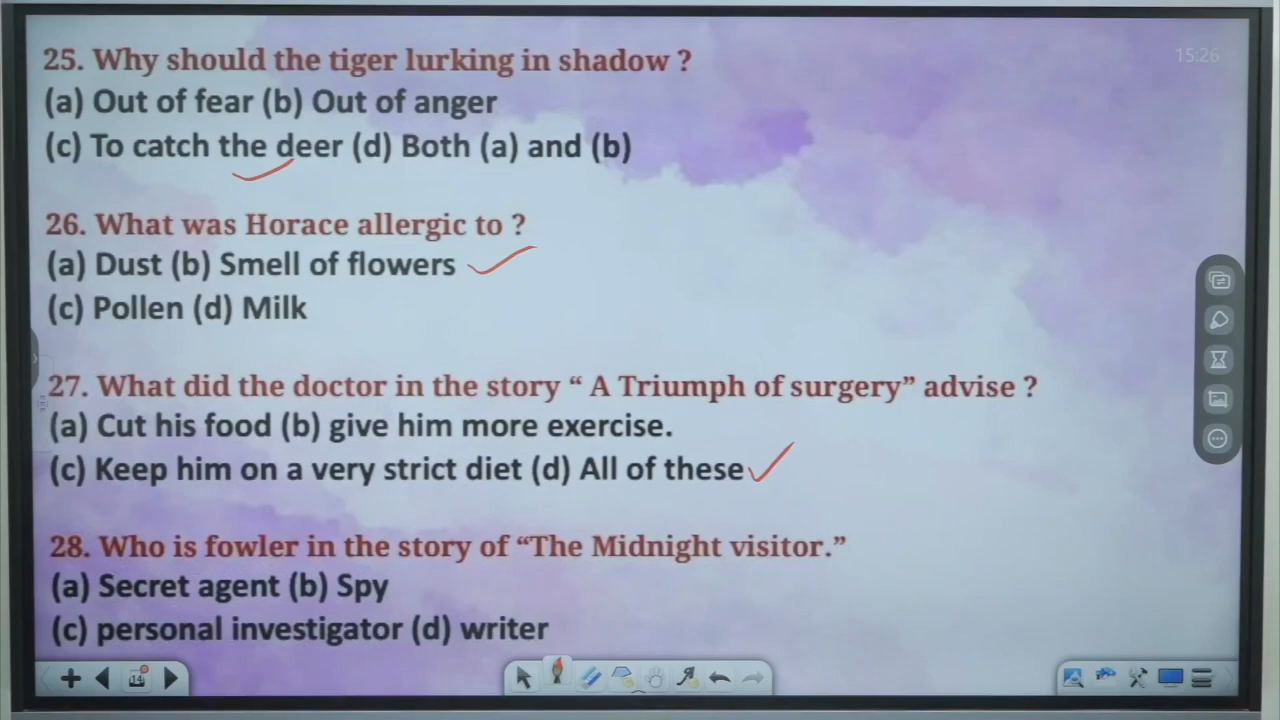 25. Why should the tiger lurking in shadow ?
15:26
(a) Out of fear (b) Out of anger
(c) To catch the deer (d) Both (a) and (b)
26. What was Horace allergic to ?
(a) Dust (b) Smell of flowers
(c) Pollen (d) Milk
27. What did the doctor in the story “ A Triumph of surgery” advise ?
(a) Cut his food (b) give him more exercise.
(c) Keep him on a very strict diet (d) All of these
28. Who is fowler in the story of “The Midnight visitor.”
(a) Secret agent (b) Spy
(c) personal investigator (d) writer
14